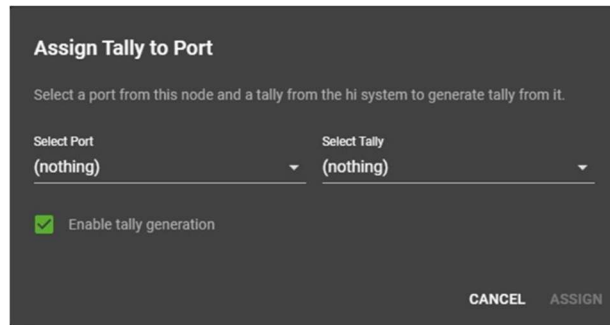 Assign Tally to Port
Select a port from this node and a tally from the hi system to generate tally from it.
Select Port
Select Tally
(nothing)
(nothing)
Enable tally generation
CANCEL
ASSIGN